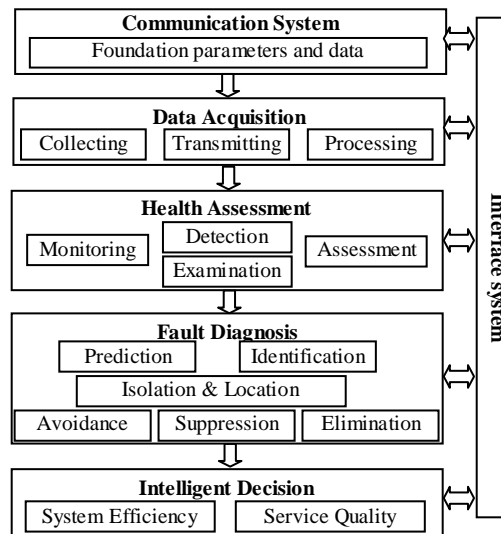 Communication System
Foundation parameters and data
Data Acquisition
Collecting
Transmitting
Processing
Health Assessment
Monitoring
Detection
Examination
Assessment
Fault Diagnosis
Prediction
Identification
Isolation & Location
Avoidance
Suppression
Elimination
Intelligent Decision
System Efficiency
Service Quality
Interface system